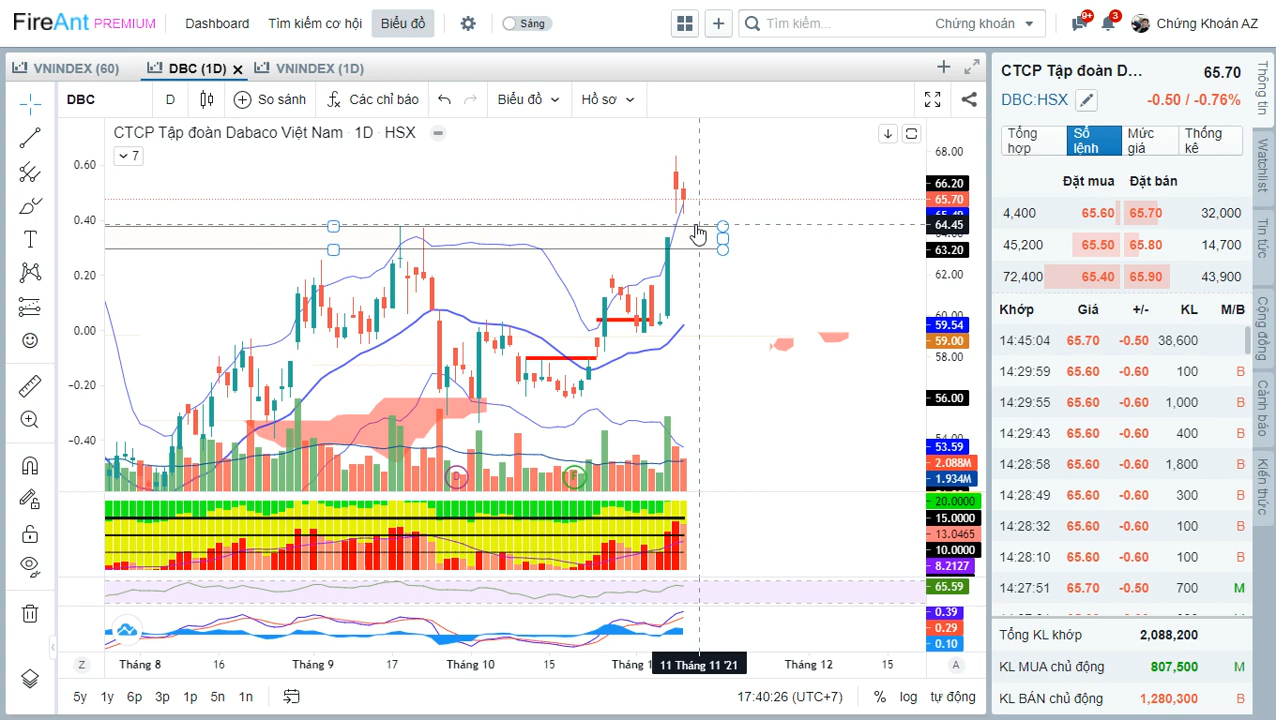 FireAnt PREMIUM Dashboard Tìm kiếm cơ hội Biểu đồ Sáng Tìm kiếm... Chứng khoán 9+ 3 Chứng Khoán AZ
VNINDEX (60) DBC (1D) VNINDEX (1D)
DBC D So sánh Các chỉ báo Biểu đồ Hồ sơ
CTCP Tập đoàn Dabaco Việt Nam · 1D · HSX
7
0.60
0.40
0.20
0.00
−0.20
−0.40
68.00
66.20
65.70
64.45
63.20
62.00
60.00
59.54
59.00
58.00
56.00
53.59
2.088M
1.934M
20.0000
15.0000
13.0465
10.0000
8.2127
65.59
0.39
0.29
0.10
Z Tháng 8 16 Tháng 9 17 Tháng 10 15 11 Tháng 11 '21 Tháng 12 15 A
5y 1y 6p 3p 1p 5n 1n 17:40:26 (UTC+7) % log tự động
CTCP Tập đoàn D... 65.70
DBC:HSX -0.50 / -0.76%
Tổng hợp Sổ lệnh Mức giá Thống kê
Đặt mua Đặt bán
4,400 65.60 65.70 32,000
45,200 65.50 65.80 14,700
72,400 65.40 65.90 43,900
Khớp Giá +/- KL M/B
14:45:04 65.70 -0.50 38,600
14:29:59 65.60 -0.60 100 B
14:29:55 65.60 -0.60 1,000 B
14:29:43 65.60 -0.60 400 B
14:28:58 65.60 -0.60 1,800 B
14:28:49 65.60 -0.60 300 B
14:28:32 65.60 -0.60 100 B
14:28:10 65.60 -0.60 100 B
14:27:51 65.70 -0.50 700 M
Tổng KL khớp 2,088,200
KL MUA chủ động 807,500 M
KL BÁN chủ động 1,280,300 B
Thông tin
Watchlist
Tin tức
Cộng đồng
Cảnh báo
Kiến thức